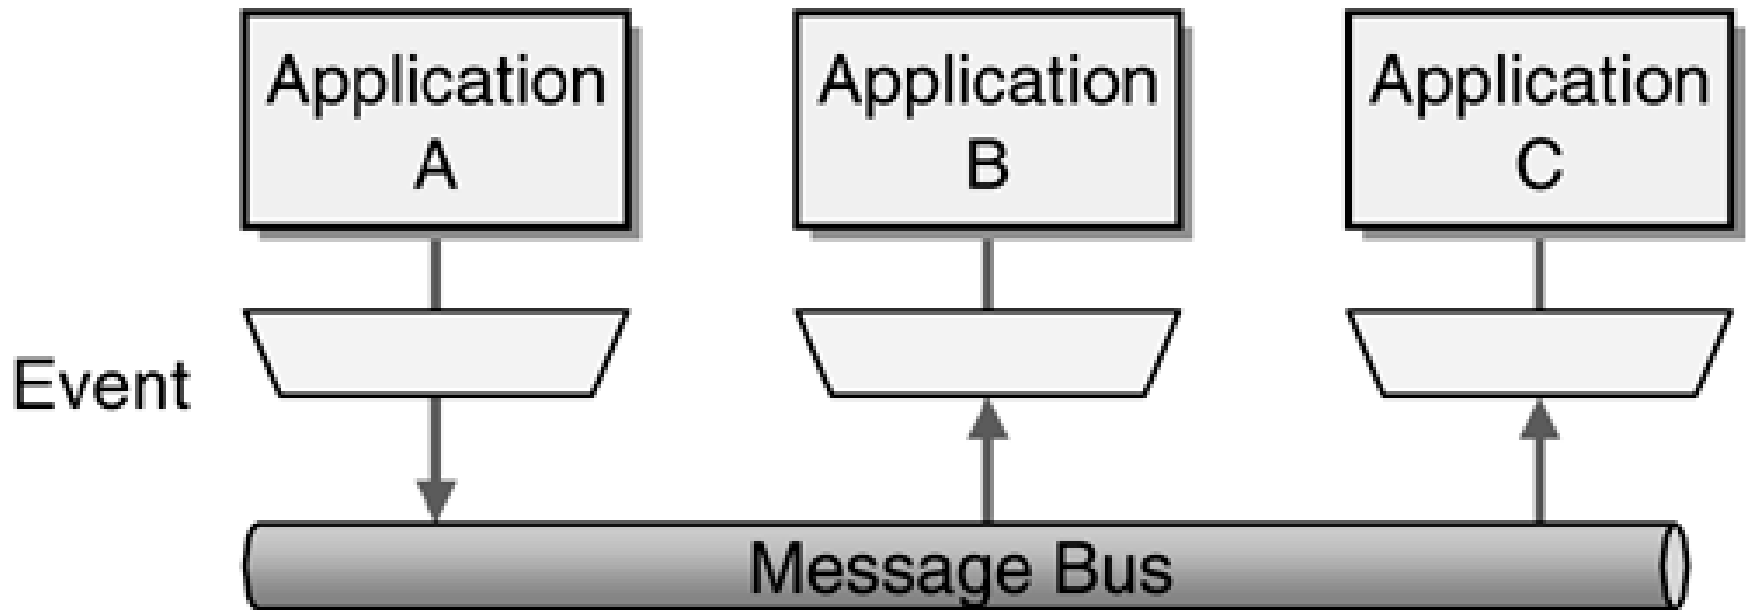 Application
A
Application
B
Application
C
Event
Message Bus